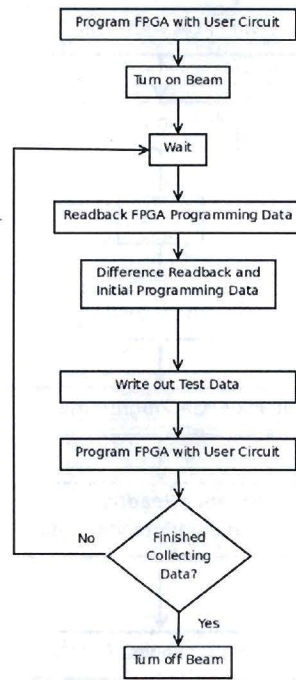 Program FPGA with User Circuit
Turn on Beam
Wait
Readback FPGA Programming Data
Difference Readback and
Initial Programming Data
Write out Test Data
Program FPGA with User Circuit
Finished
Collecting
Data?
No
Yes
Turn off Beam